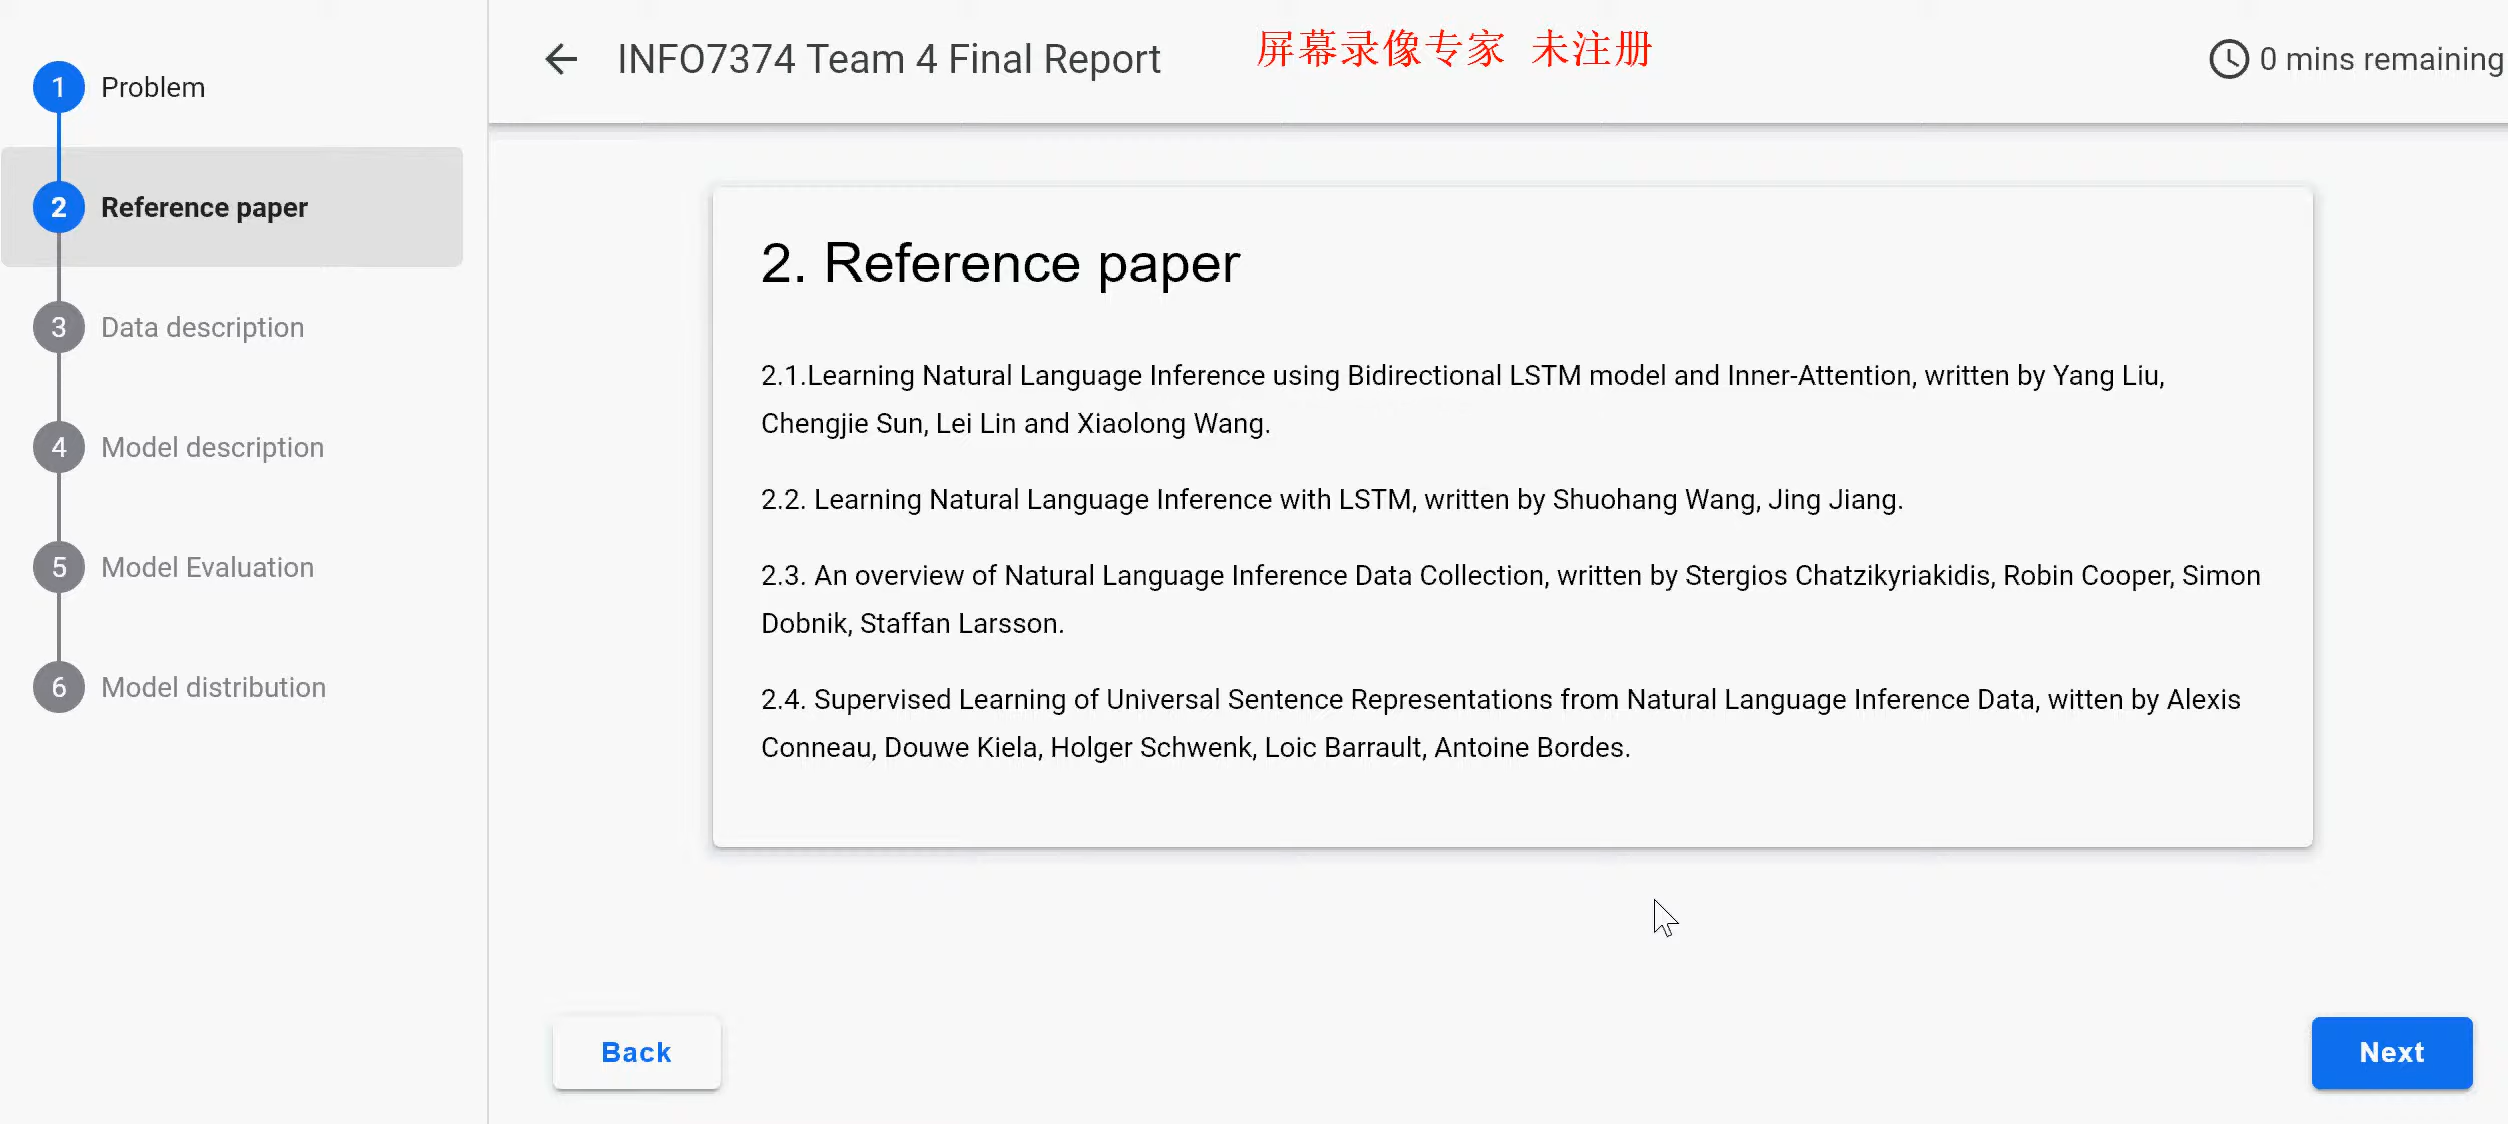 1 Problem
2 Reference paper
3 Data description
4 Model description
5 Model Evaluation
6 Model distribution
INFO7374 Team 4 Final Report
屏幕录像专家 未注册
0 mins remaining
2. Reference paper
2.1.Learning Natural Language Inference using Bidirectional LSTM model and Inner-Attention, written by Yang Liu,
Chengjie Sun, Lei Lin and Xiaolong Wang.
2.2. Learning Natural Language Inference with LSTM, written by Shuohang Wang, Jing Jiang.
2.3. An overview of Natural Language Inference Data Collection, written by Stergios Chatzikyriakidis, Robin Cooper, Simon
Dobnik, Staffan Larsson.
2.4. Supervised Learning of Universal Sentence Representations from Natural Language Inference Data, witten by Alexis
Conneau, Douwe Kiela, Holger Schwenk, Loic Barrault, Antoine Bordes.
Back
Next